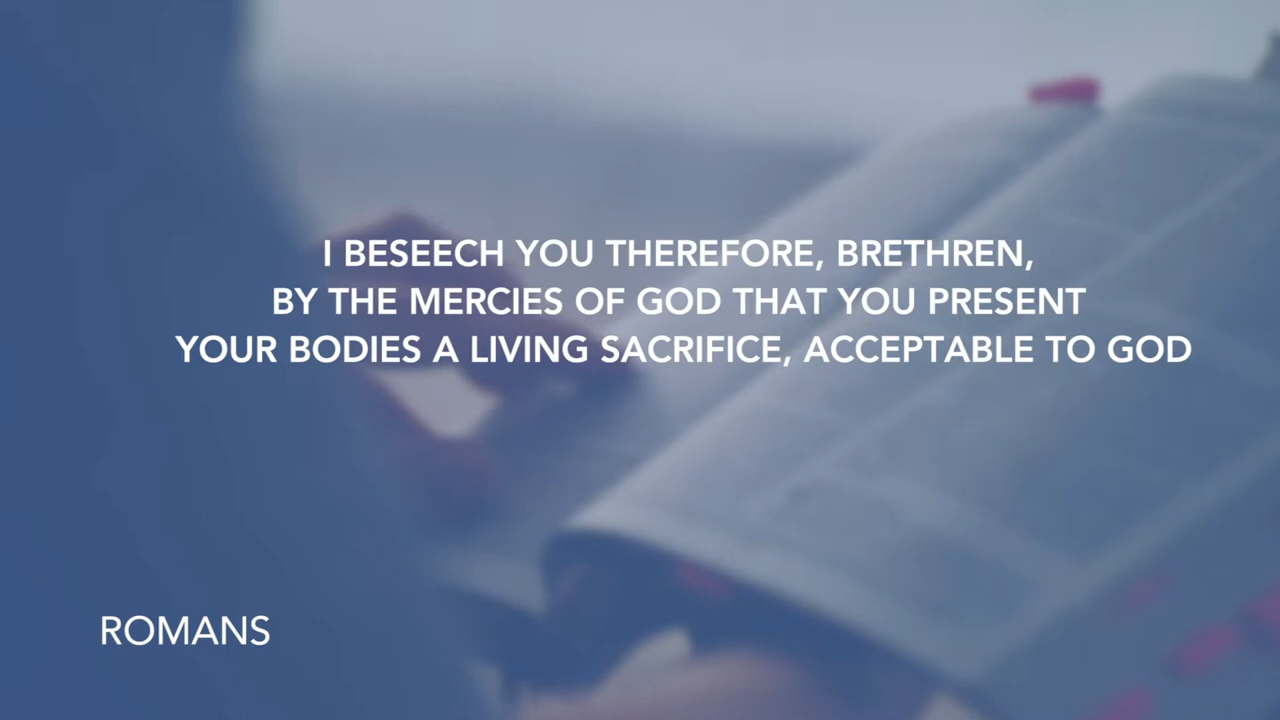 I BESEECH YOU THEREFORE, BRETHREN,
BY THE MERCIES OF GOD THAT YOU PRESENT
YOUR BODIES A LIVING SACRIFICE, ACCEPTABLE TO GOD
ROMANS